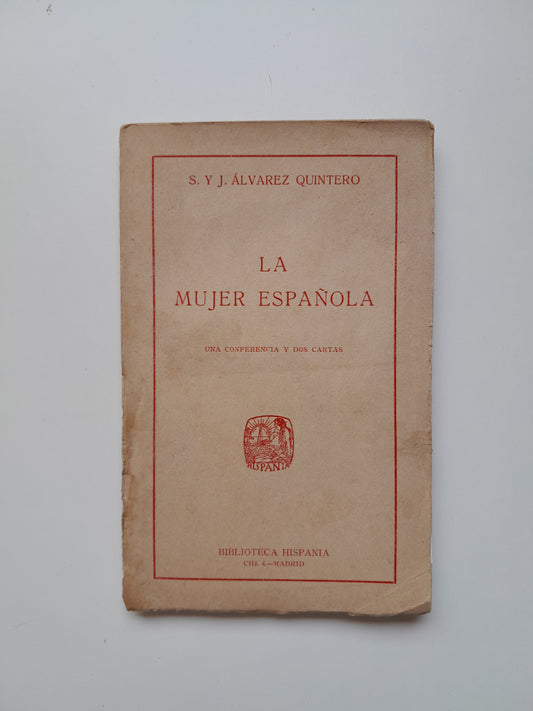 S. Y J. ÁLVAREZ QUINTERO
LA
MUJER ESPAÑOLA
UNA CONFERENCIA Y DOS CARTAS
HISPANIA
BIBLIOTECA HISPANIA
CID, 4.—MADRID